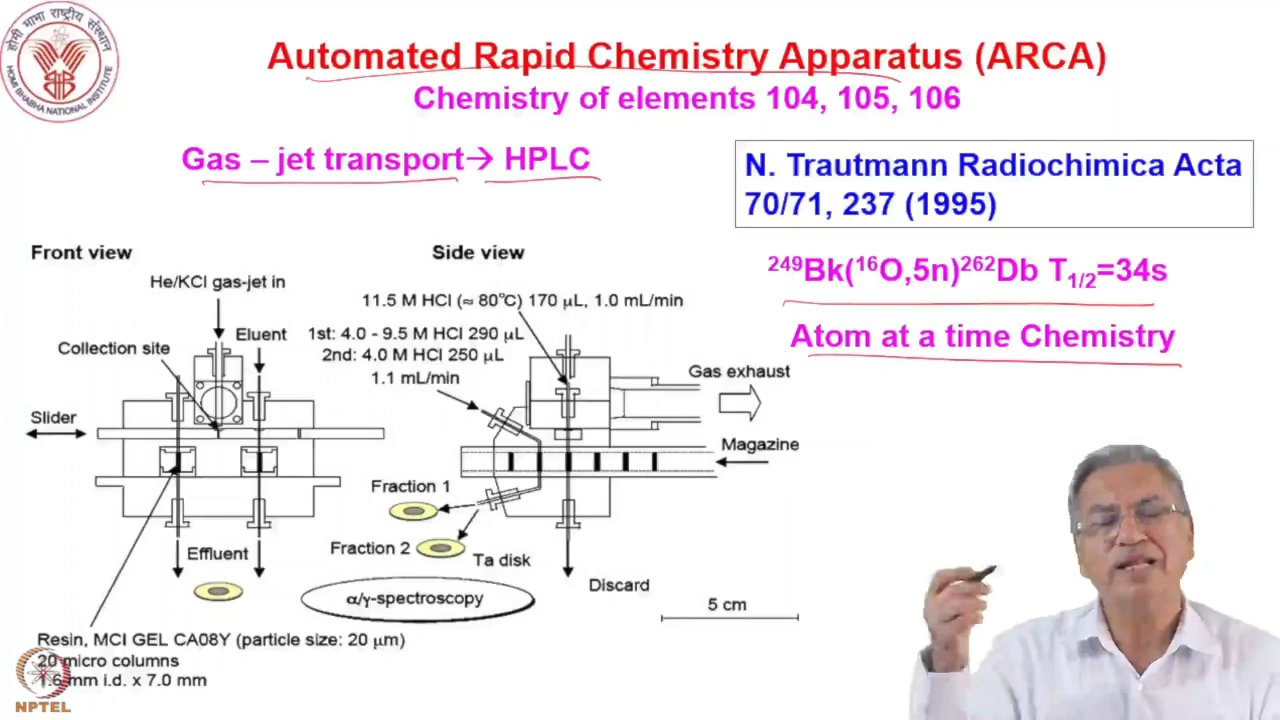 होमी भाभा राष्ट्रीय संस्थान
HOMI BHABHA NATIONAL INSTITUTE
Automated Rapid Chemistry Apparatus (ARCA)
Chemistry of elements 104, 105, 106
Gas – jet transport→ HPLC
N. Trautmann Radiochimica Acta
70/71, 237 (1995)
²⁴⁹Bk(¹⁶O,5n)²⁶²Db T₁/₂=34s
Atom at a time Chemistry
Front view
He/KCl gas-jet in
Collection site
Eluent
Slider
Effluent
Resin, MCI GEL CA08Y (particle size: 20 μm)
20 micro columns
1.6 mm i.d. x 7.0 mm
Side view
11.5 M HCl (≈ 80℃) 170 μL, 1.0 mL/min
1st: 4.0 - 9.5 M HCl 290 μL
2nd: 4.0 M HCl 250 μL
1.1 mL/min
Gas exhaust
Magazine
Fraction 1
Fraction 2
Ta disk
Discard
α/γ-spectroscopy
5 cm
NPTEL